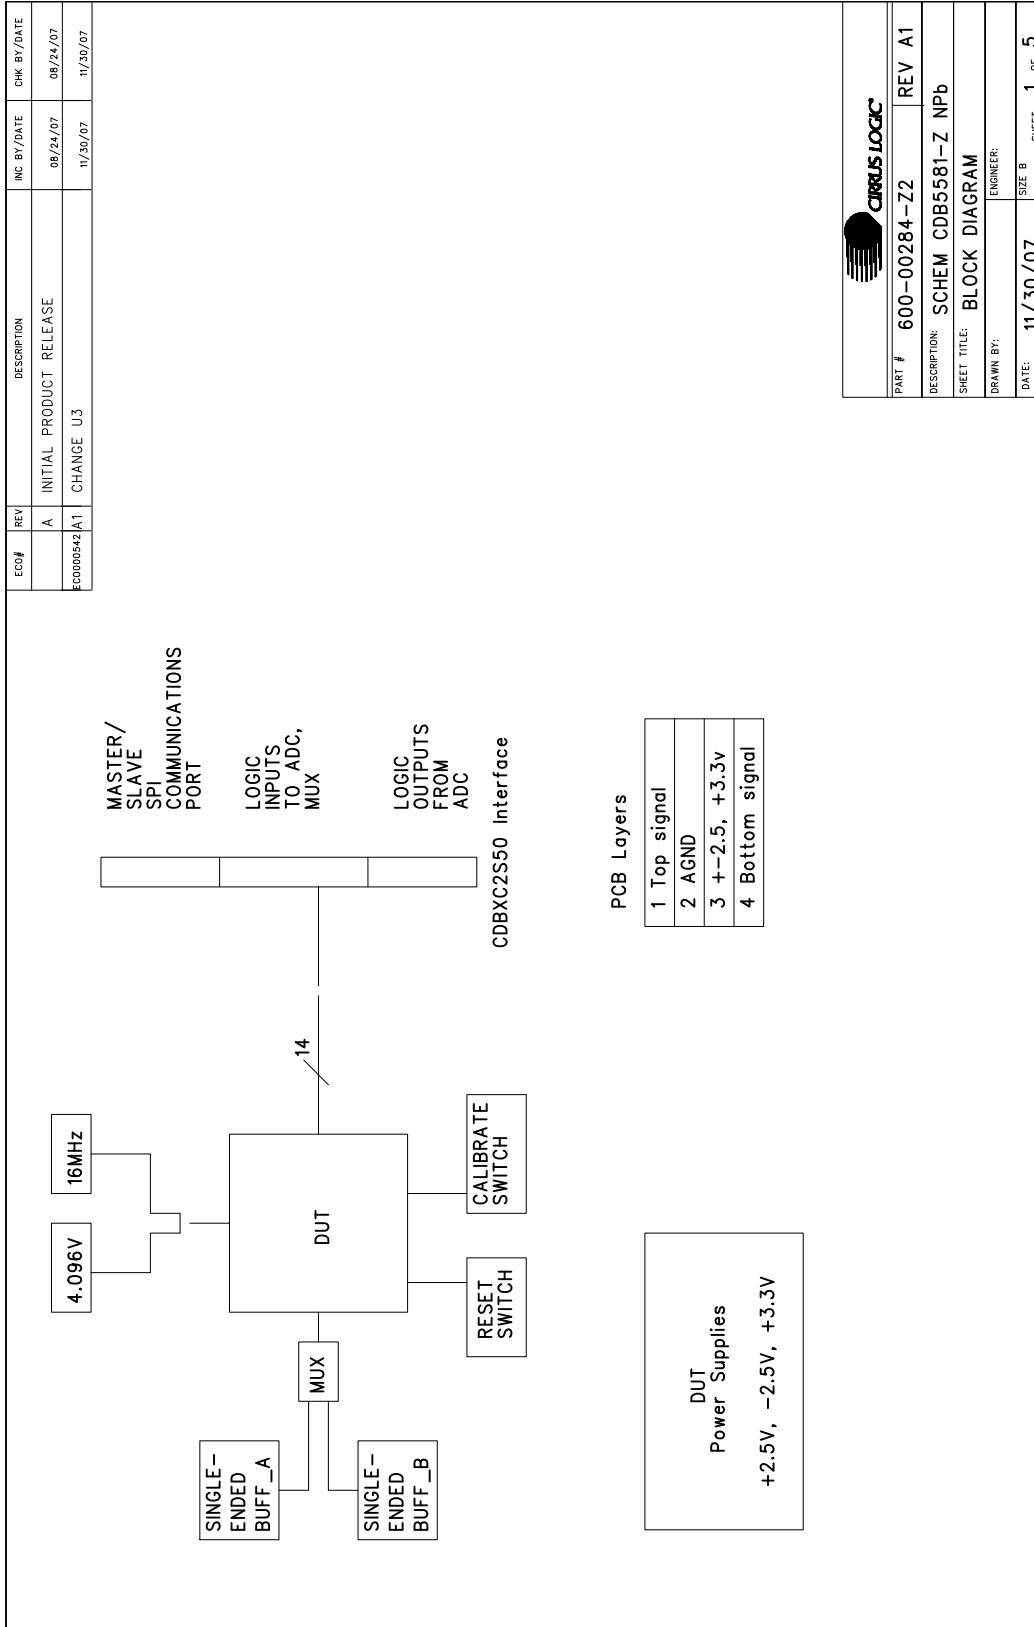 ECO# REV DESCRIPTION INC BY/DATE CHK BY/DATE
A INITIAL PRODUCT RELEASE 08/24/07 08/24/07
ECO000542 A1 CHANGE U3 11/30/07 11/30/07
4.096V
16MHz
MASTER/
SLAVE
SPI
COMMUNICATIONS
PORT
SINGLE-
ENDED
BUFF_A
MUX
DUT
14
LOGIC
INPUTS
TO ADC,
MUX
SINGLE-
ENDED
BUFF_B
LOGIC
OUTPUTS
FROM
ADC
RESET
SWITCH
CALIBRATE
SWITCH
CDBXC2S50 Interface
PCB Layers
1 Top signal
2 AGND
3 +-2.5, +3.3v
4 Bottom signal
DUT
Power Supplies
+2.5V, -2.5V, +3.3V
CIRRUS LOGIC®
PART # 600-00284-Z2 REV A1
DESCRIPTION: SCHEM CDB5581-Z NPb
SHEET TITLE: BLOCK DIAGRAM
DRAWN BY: ENGINEER:
DATE: 11/30/07 SIZE B SHEET 1 OF 5